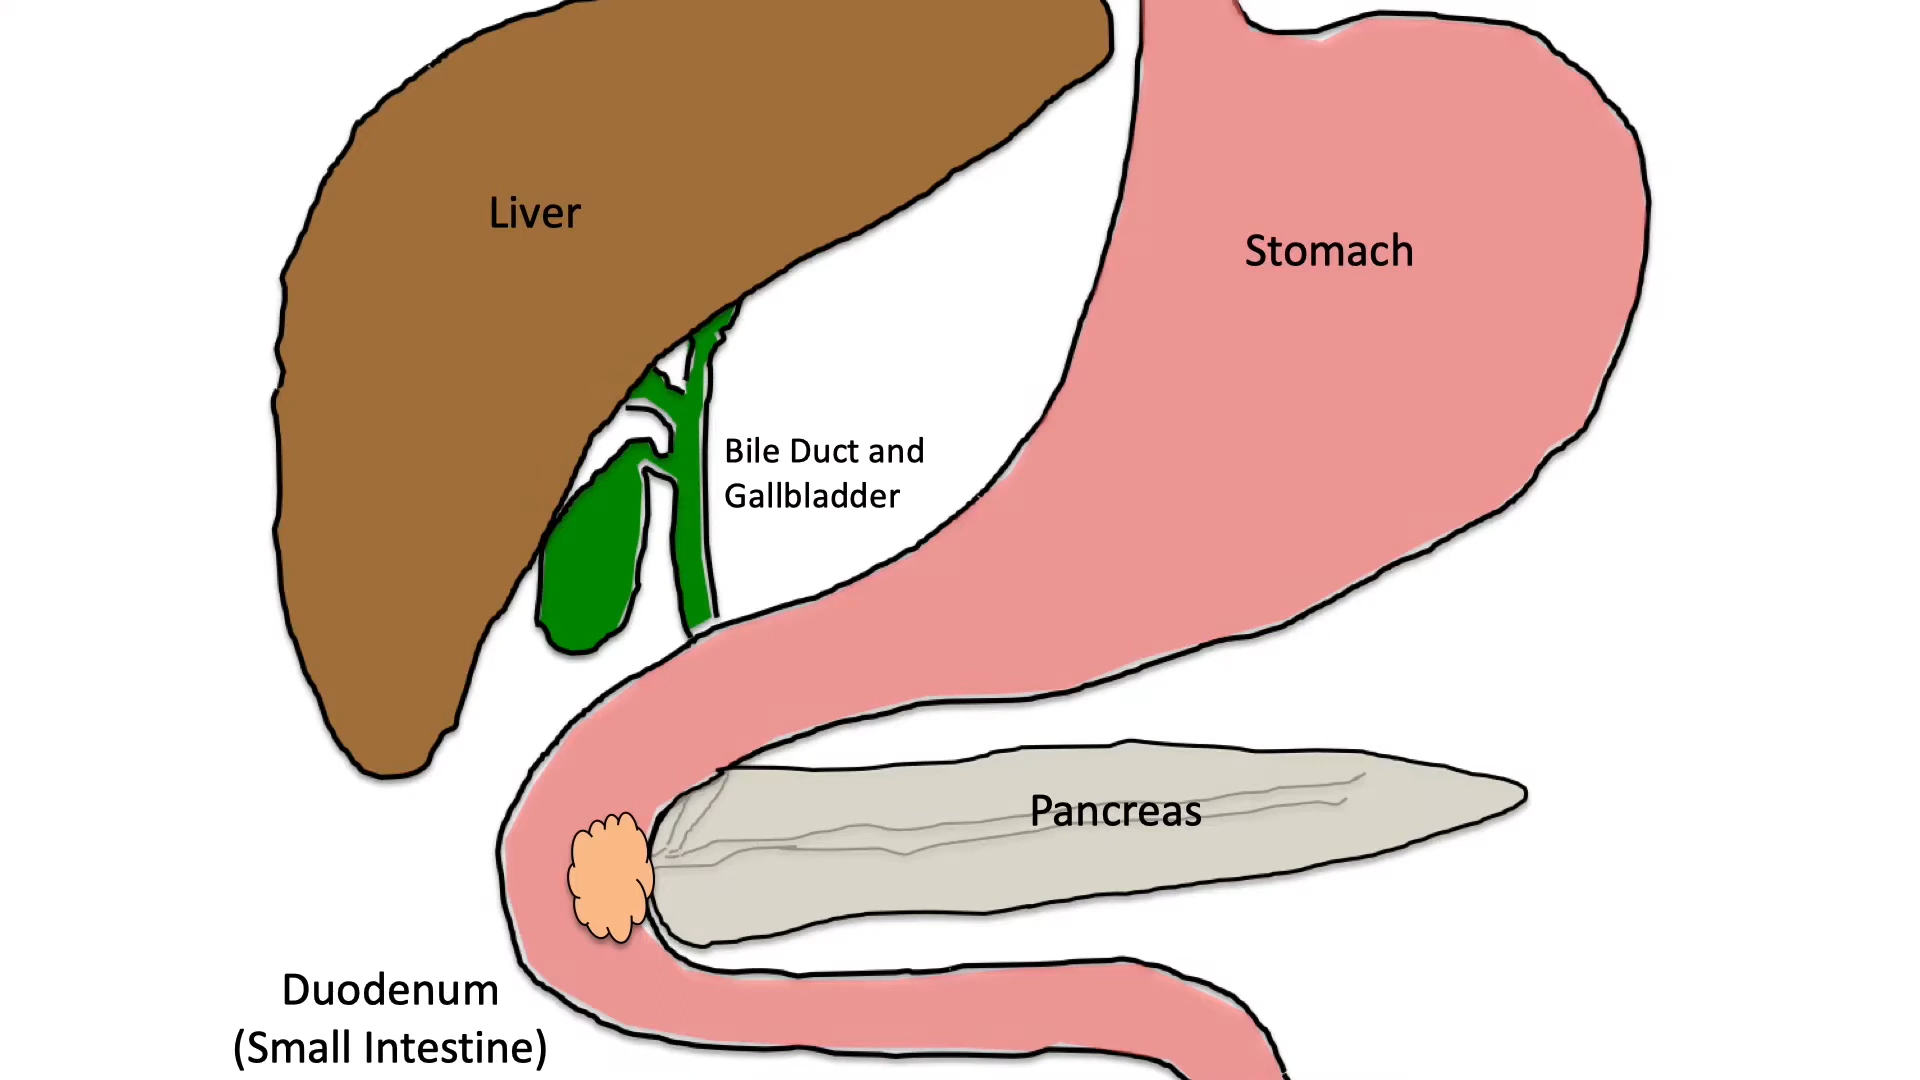 Liver
Stomach
Bile Duct and
Gallbladder
Pancreas
Duodenum
(Small Intestine)